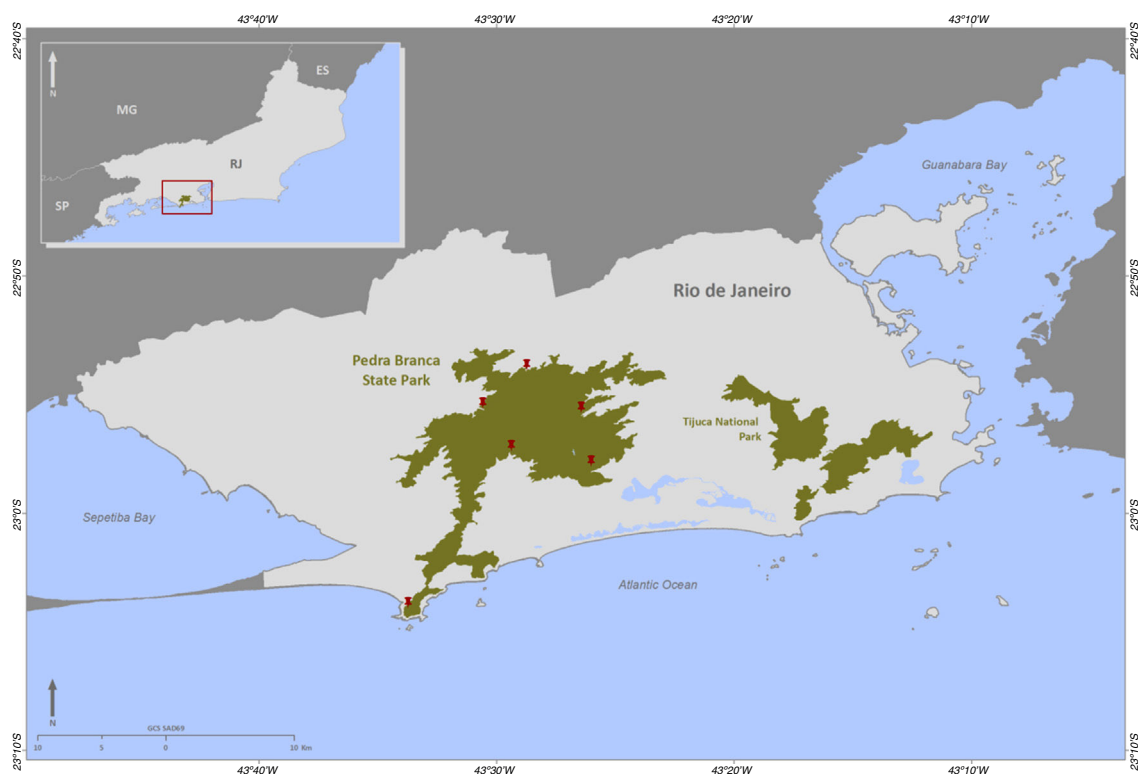 43°40'W 43°30'W 43°20'W 43°10'W
22°40'S 22°40'S
N
MG
ES
RJ
SP
Guanabara Bay
22°50'S 22°50'S
Rio de Janeiro
Pedra Branca
State Park
Tijuca National
Park
Sepetiba Bay
23°0'S 23°0'S
Atlantic Ocean
N
GCS SAD69
10 5 0 10 Km
23°10'S 23°10'S
43°40'W 43°30'W 43°20'W 43°10'W